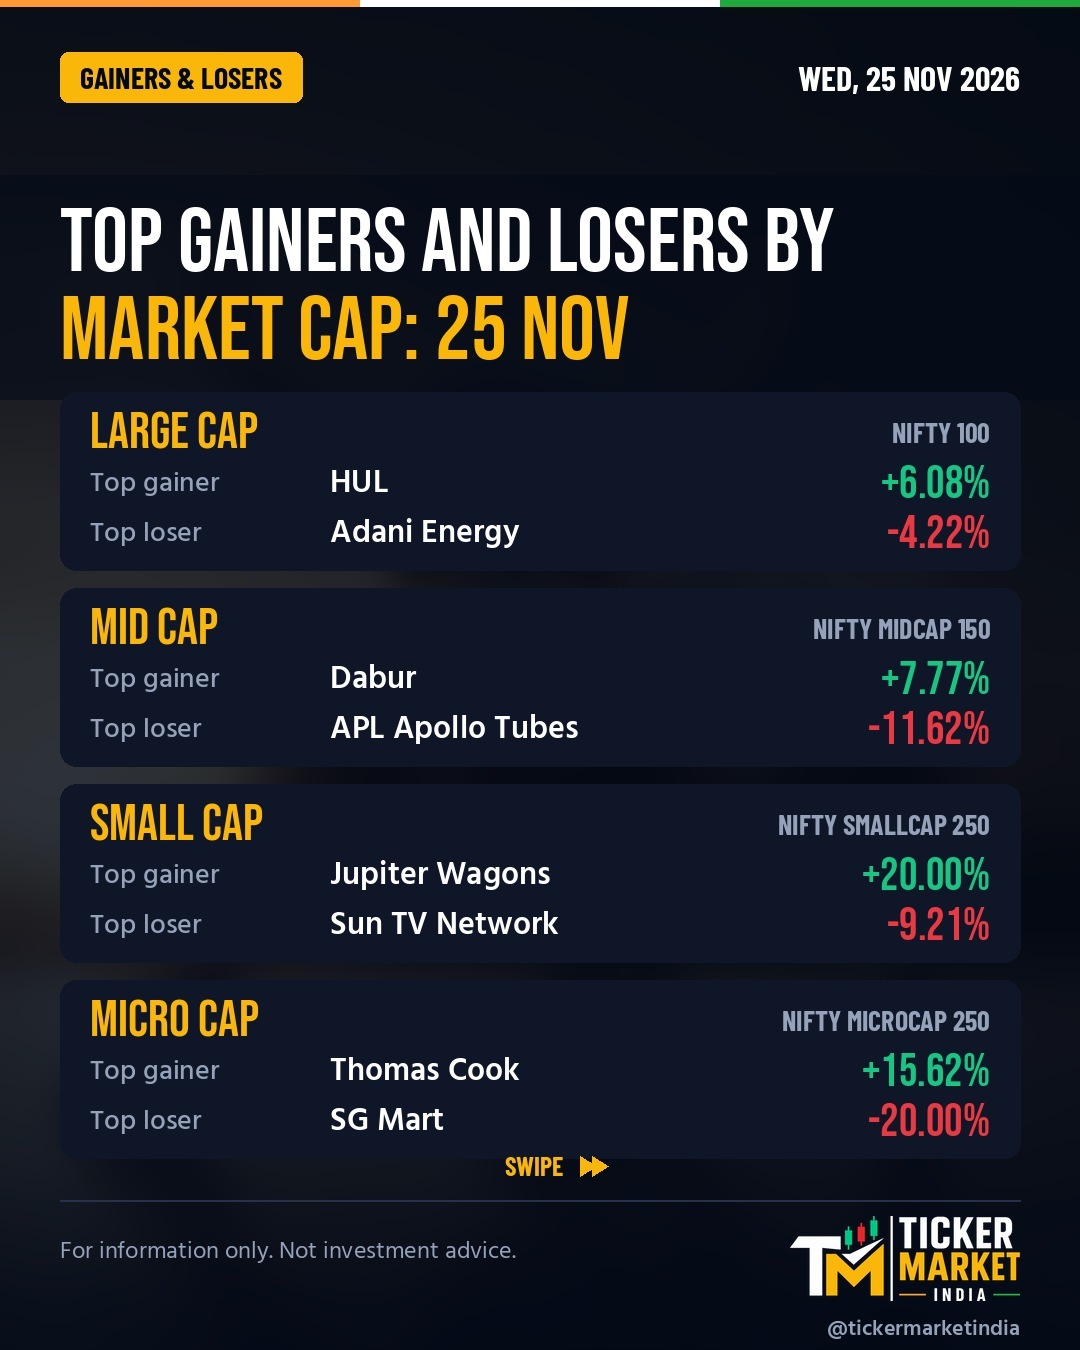 GAINERS & LOSERS
WED, 25 NOV 2026
TOP GAINERS AND LOSERS BY
MARKET CAP: 25 NOV
LARGE CAP
NIFTY 100
Top gainer HUL +6.08%
Top loser Adani Energy -4.22%
MID CAP
NIFTY MIDCAP 150
Top gainer Dabur +7.77%
Top loser APL Apollo Tubes -11.62%
SMALL CAP
NIFTY SMALLCAP 250
Top gainer Jupiter Wagons +20.00%
Top loser Sun TV Network -9.21%
MICRO CAP
NIFTY MICROCAP 250
Top gainer Thomas Cook +15.62%
Top loser SG Mart -20.00%
SWIPE
For information only. Not investment advice.
TM
TICKER
MARKET
INDIA
@tickermarketindia